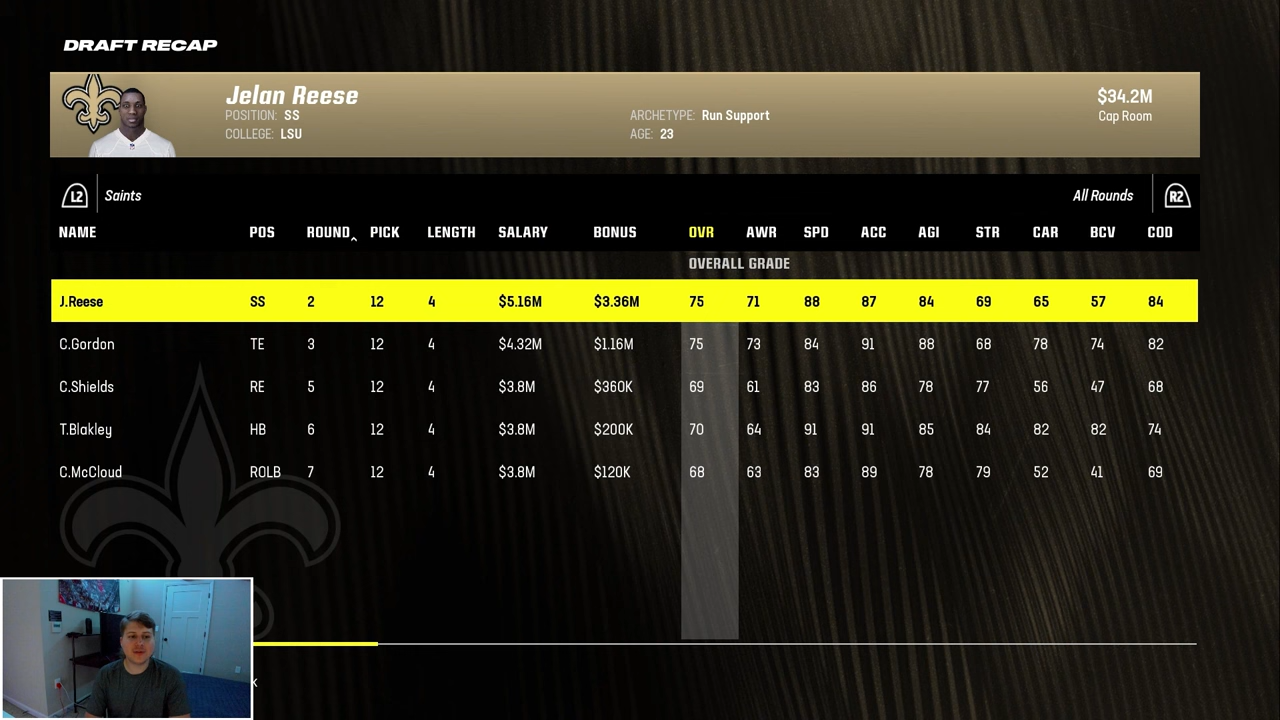 DRAFT RECAP
Jelan Reese
POSITION: SS
COLLEGE: LSU
ARCHETYPE: Run Support
AGE: 23
$34.2M
Cap Room
L2 Saints All Rounds R2
NAME POS ROUND PICK LENGTH SALARY BONUS OVR AWR SPD ACC AGI STR CAR BCV COD
OVERALL GRADE
J.Reese SS 2 12 4 $5.16M $3.36M 75 71 88 87 84 69 65 57 84
C.Gordon TE 3 12 4 $4.32M $1.16M 75 73 84 91 88 68 78 74 82
C.Shields RE 5 12 4 $3.8M $360K 69 61 83 86 78 77 56 47 68
T.Blakley HB 6 12 4 $3.8M $200K 70 64 91 91 85 84 82 82 74
C.McCloud ROLB 7 12 4 $3.8M $120K 68 63 83 89 78 79 52 41 69